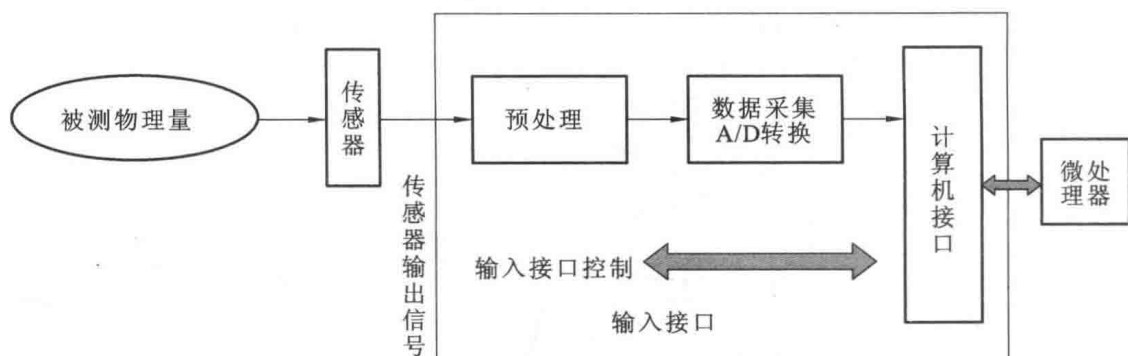 被测物理量
传感器
传感器输出信号
预处理
数据采集
A/D转换
计算机接口
微处
理器
输入接口控制
输入接口